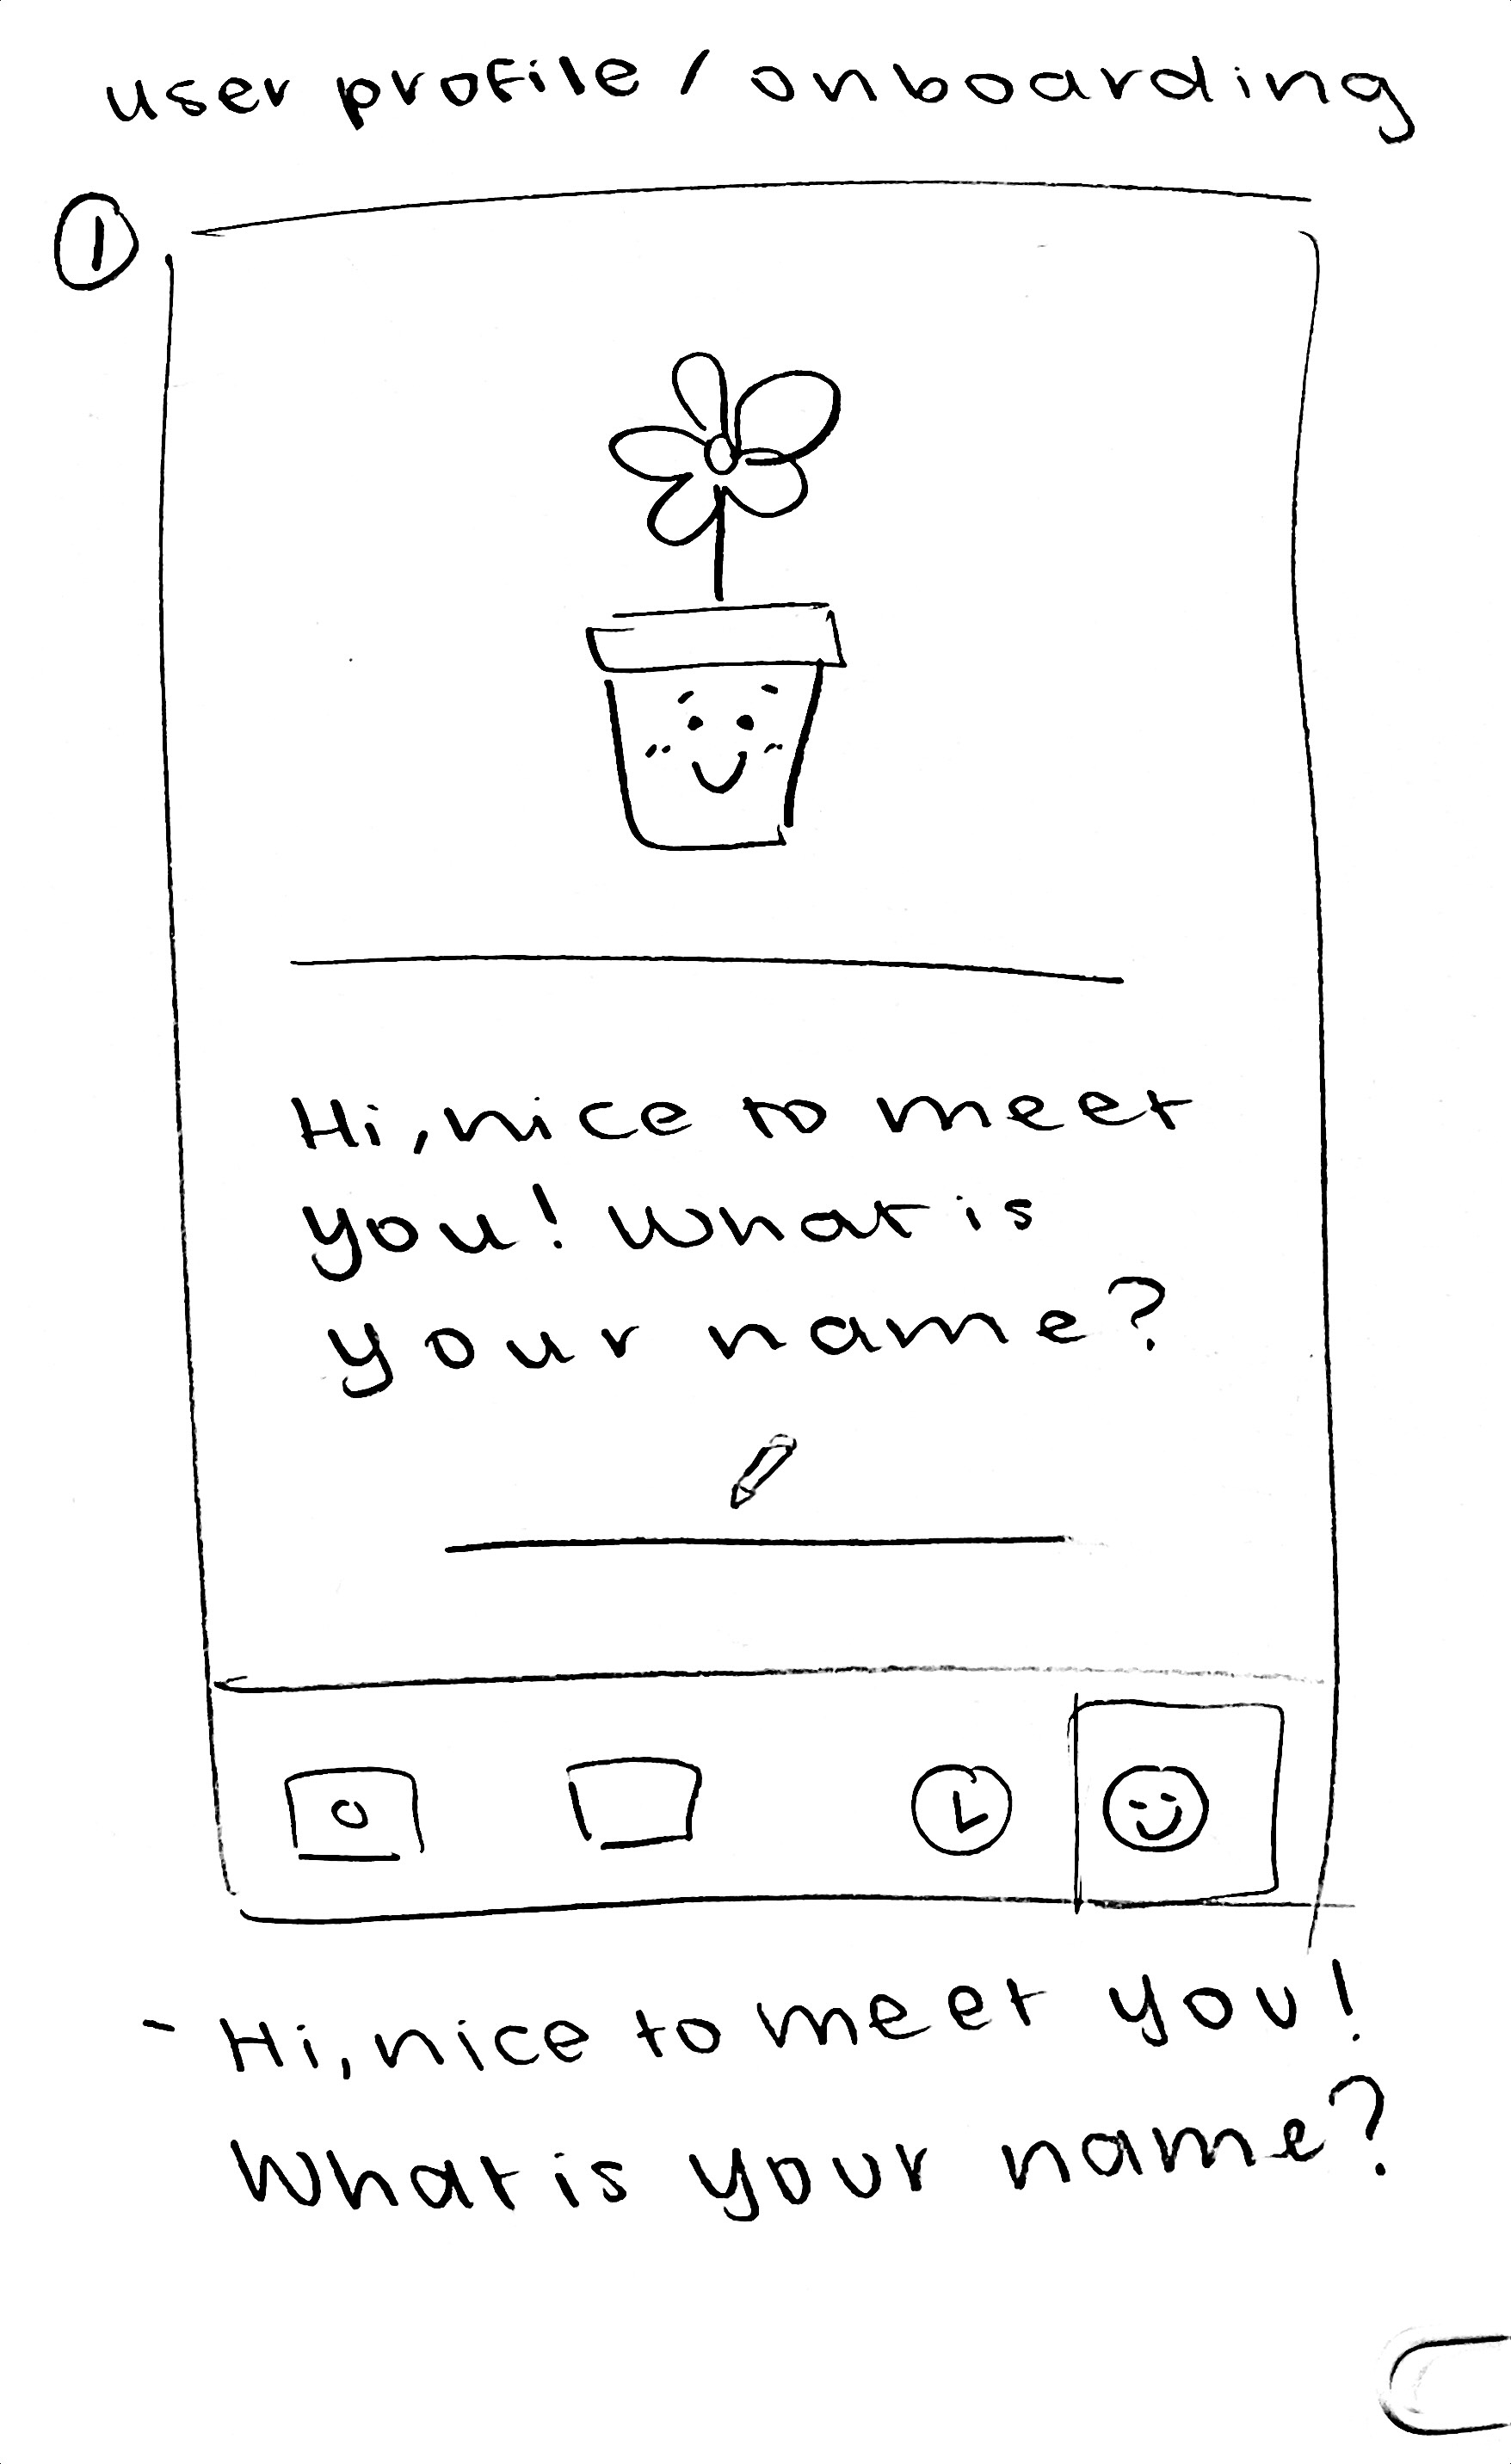 user profile / onboarding
1
Hi, nice to meet
you! What is
your name?
- Hi, nice to meet you!
What is your name?